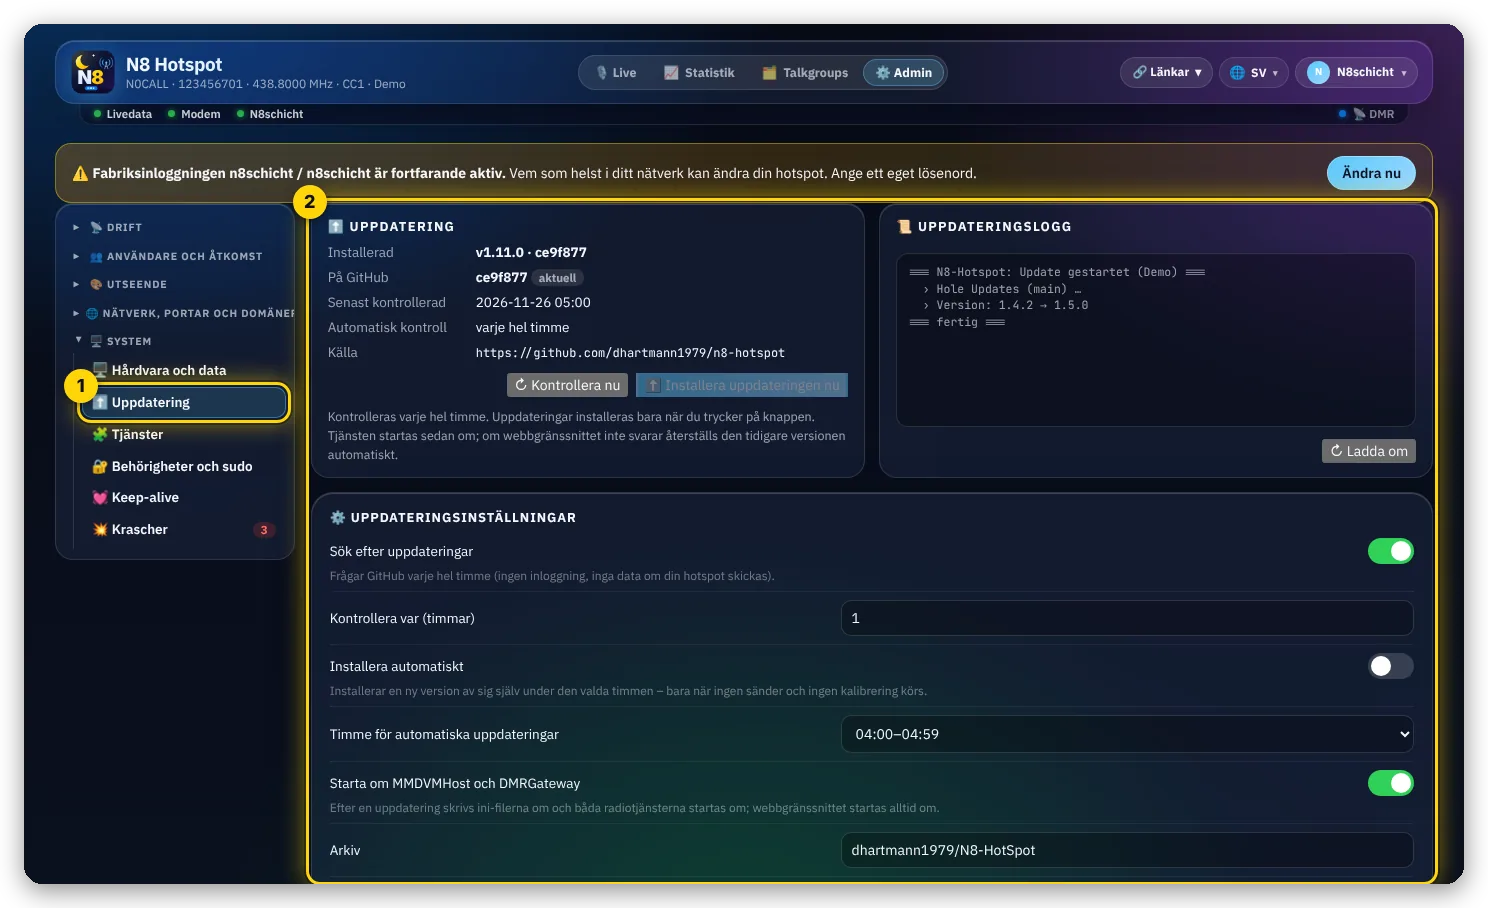 N8
N8 Hotspot
N0CALL · 123456701 · 438.8000 MHz · CC1 · Demo
Live
Statistik
Talkgroups
Admin
Länkar ▾
SV ▾
N
N8schicht ▾
Livedata
Modem
N8schicht
DMR
Fabriksinloggningen n8schicht / n8schicht är fortfarande aktiv. Vem som helst i ditt nätverk kan ändra din hotspot. Ange ett eget lösenord.
Ändra nu
DRIFT
ANVÄNDARE OCH ÅTKOMST
UTSEENDE
NÄTVERK, PORTAR OCH DOMÄNER
SYSTEM
Hårdvara och data
1
Uppdatering
Tjänster
Behörigheter och sudo
Keep-alive
Krascher 3
2
UPPDATERING
Installerad v1.11.0 · ce9f877
På GitHub ce9f877 aktuell
Senast kontrollerad 2026-11-26 05:00
Automatisk kontroll varje hel timme
Källa https://github.com/dhartmann1979/n8-hotspot
↻ Kontrollera nu
Installera uppdateringen nu
Kontrolleras varje hel timme. Uppdateringar installeras bara när du trycker på knappen.
Tjänsten startas sedan om; om webbgränssnittet inte svarar återställs den tidigare versionen
automatiskt.
UPPDATERINGSLOGG
═══ N8-Hotspot: Update gestartet (Demo) ═══
› Hole Updates (main) …
› Version: 1.4.2 → 1.5.0
═══ fertig ═══
↻ Ladda om
UPPDATERINGSINSTÄLLNINGAR
Sök efter uppdateringar
Frågar GitHub varje hel timme (ingen inloggning, inga data om din hotspot skickas).
Kontrollera var (timmar) 1
Installera automatiskt
Installerar en ny version av sig själv under den valda timmen – bara när ingen sänder och ingen kalibrering körs.
Timme för automatiska uppdateringar 04:00–04:59
Starta om MMDVMHost och DMRGateway
Efter en uppdatering skrivs ini-filerna om och båda radiotjänsterna startas om; webbgränssnittet startas alltid om.
Arkiv dhartmann1979/N8-HotSpot